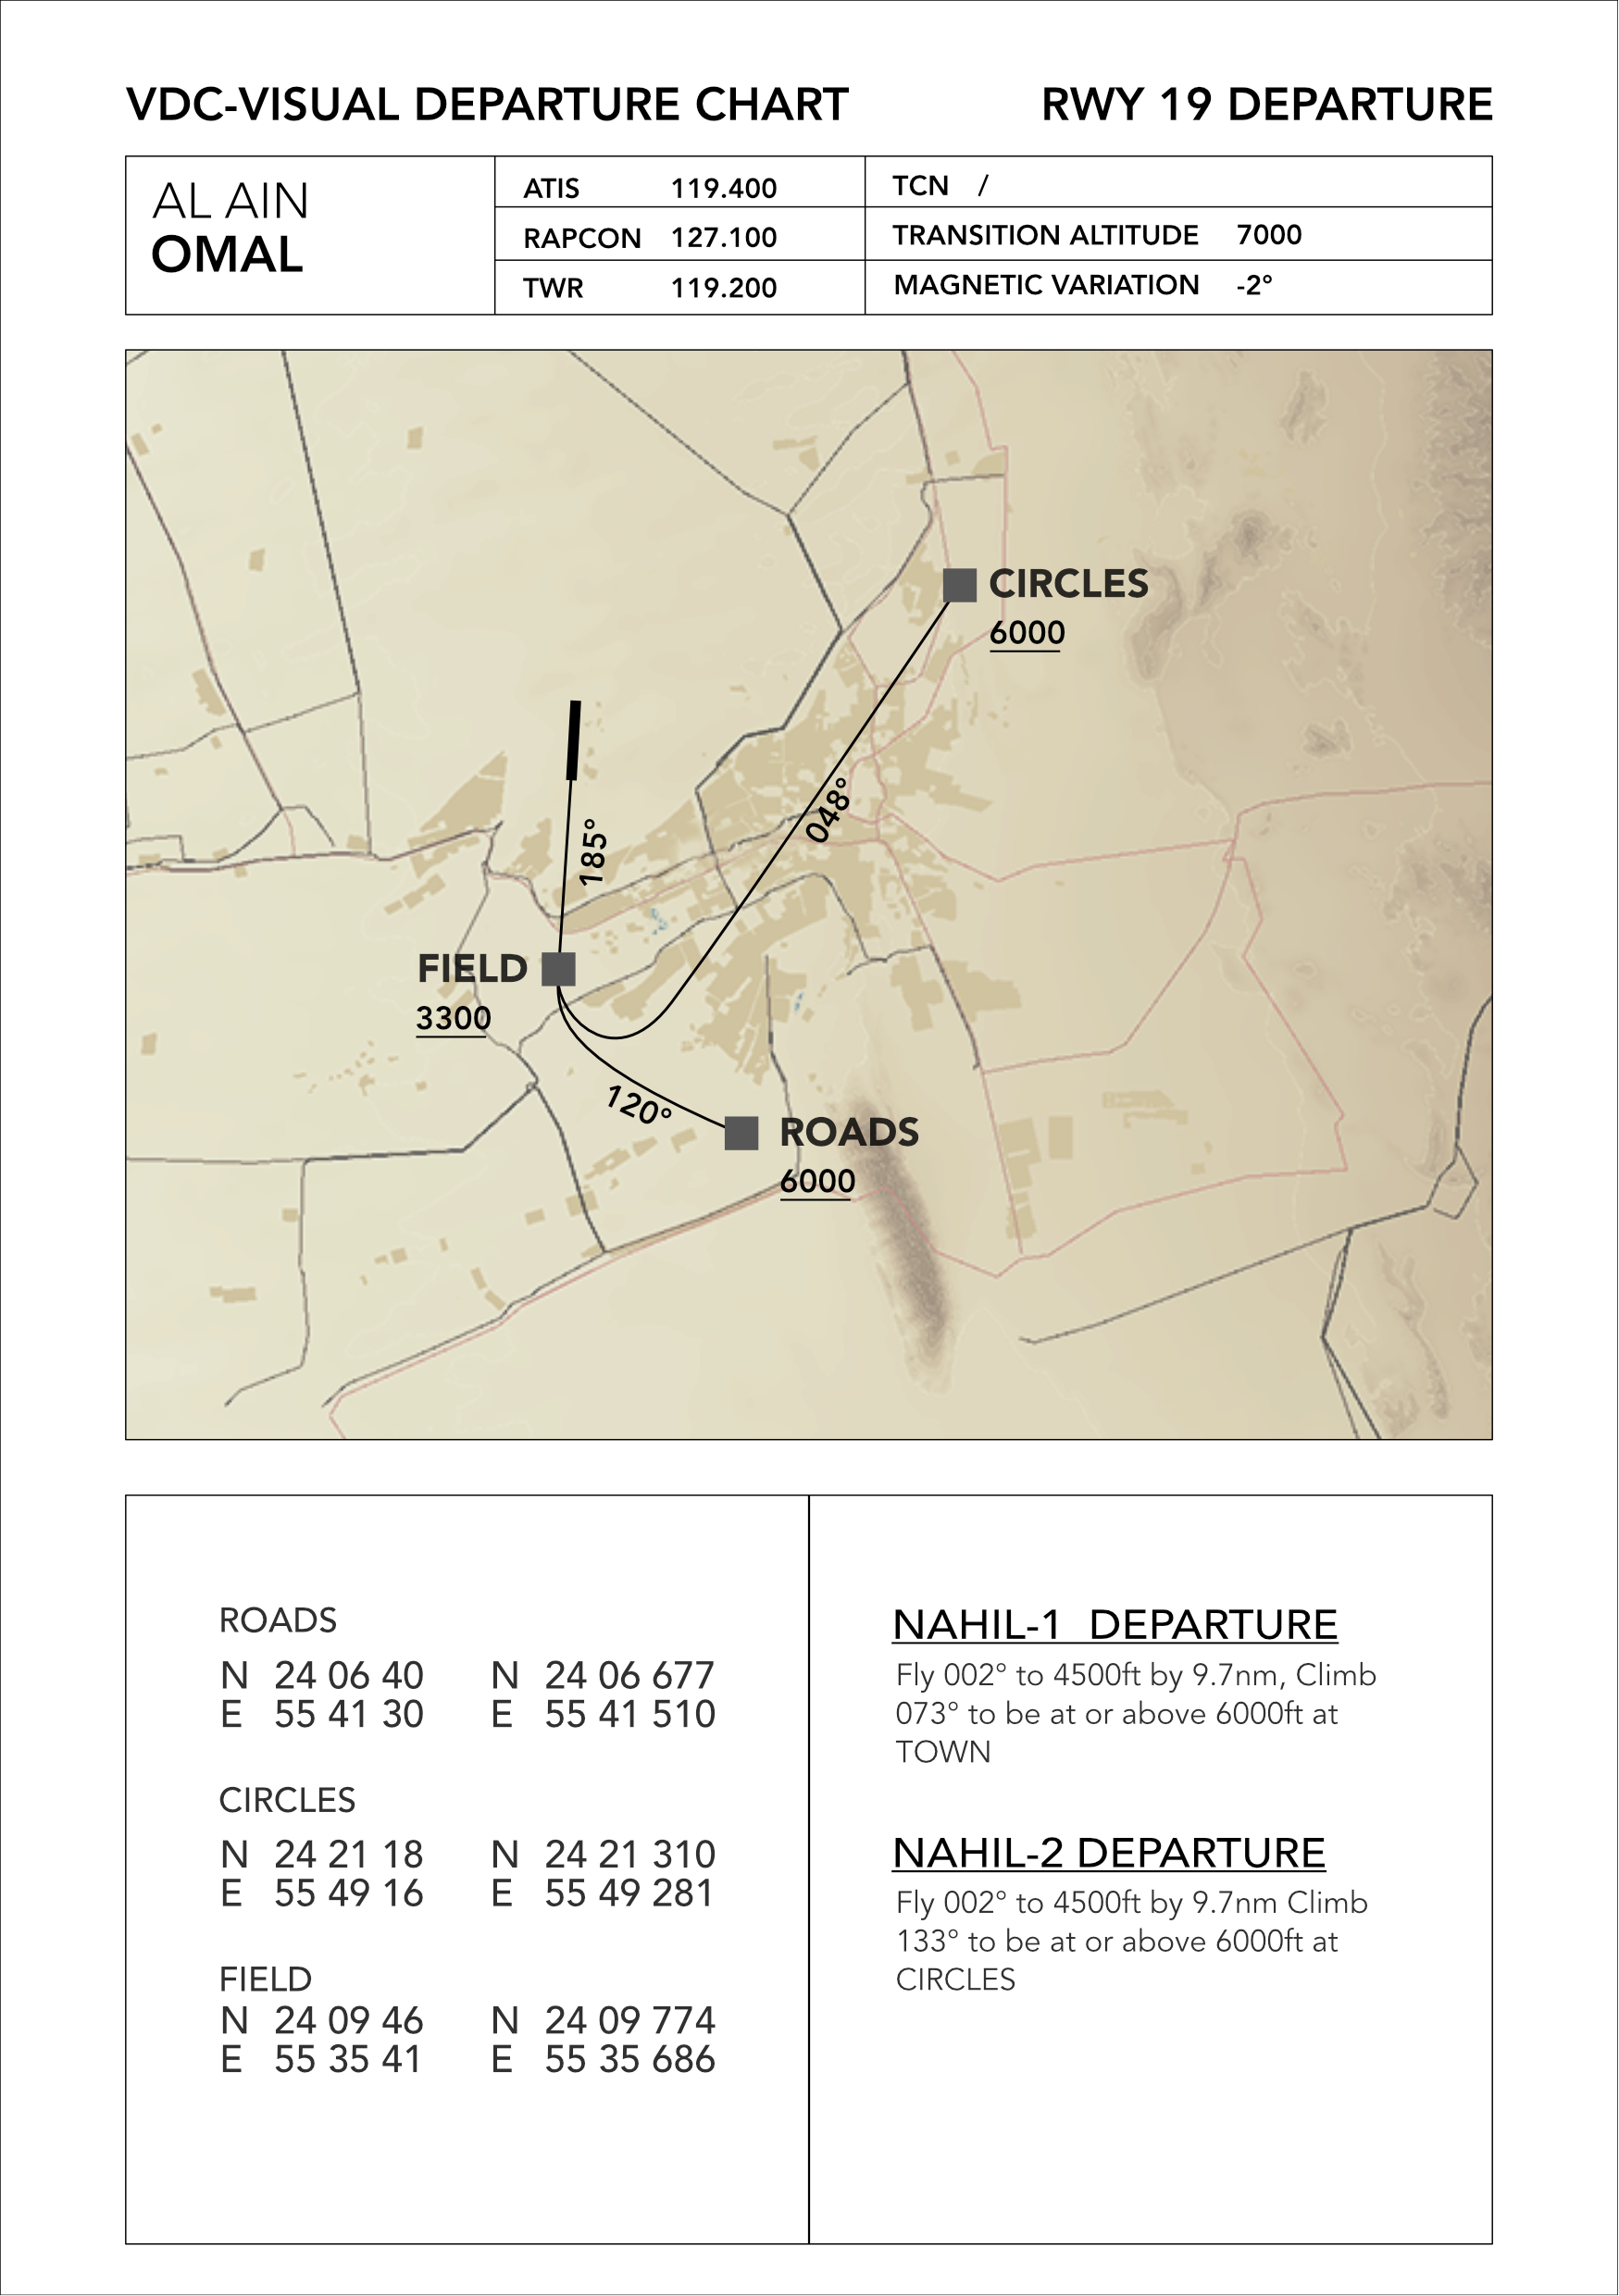 VDC-VISUAL DEPARTURE CHART
RWY 19 DEPARTURE
AL AIN
OMAL
ATIS 119.400
RAPCON 127.100
TWR 119.200
TCN /
TRANSITION ALTITUDE 7000
MAGNETIC VARIATION -2°
CIRCLES
6000
048°
185°
FIELD
3300
120°
ROADS
6000
ROADS
N 24 06 40 N 24 06 677
E 55 41 30 E 55 41 510
CIRCLES
N 24 21 18 N 24 21 310
E 55 49 16 E 55 49 281
FIELD
N 24 09 46 N 24 09 774
E 55 35 41 E 55 35 686
NAHIL-1 DEPARTURE
Fly 002° to 4500ft by 9.7nm, Climb
073° to be at or above 6000ft at
TOWN
NAHIL-2 DEPARTURE
Fly 002° to 4500ft by 9.7nm Climb
133° to be at or above 6000ft at
CIRCLES